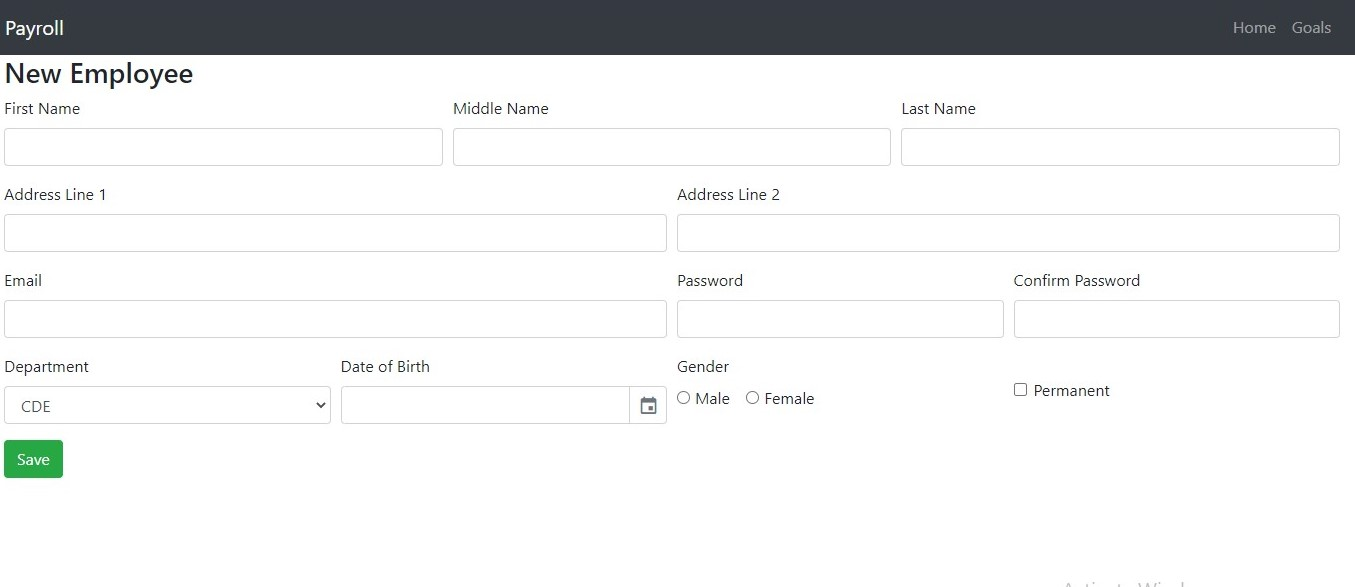 Payroll Home Goals
New Employee
First Name Middle Name Last Name
Address Line 1 Address Line 2
Email Password Confirm Password
Department Date of Birth Gender
CDE Male Female Permanent
Save